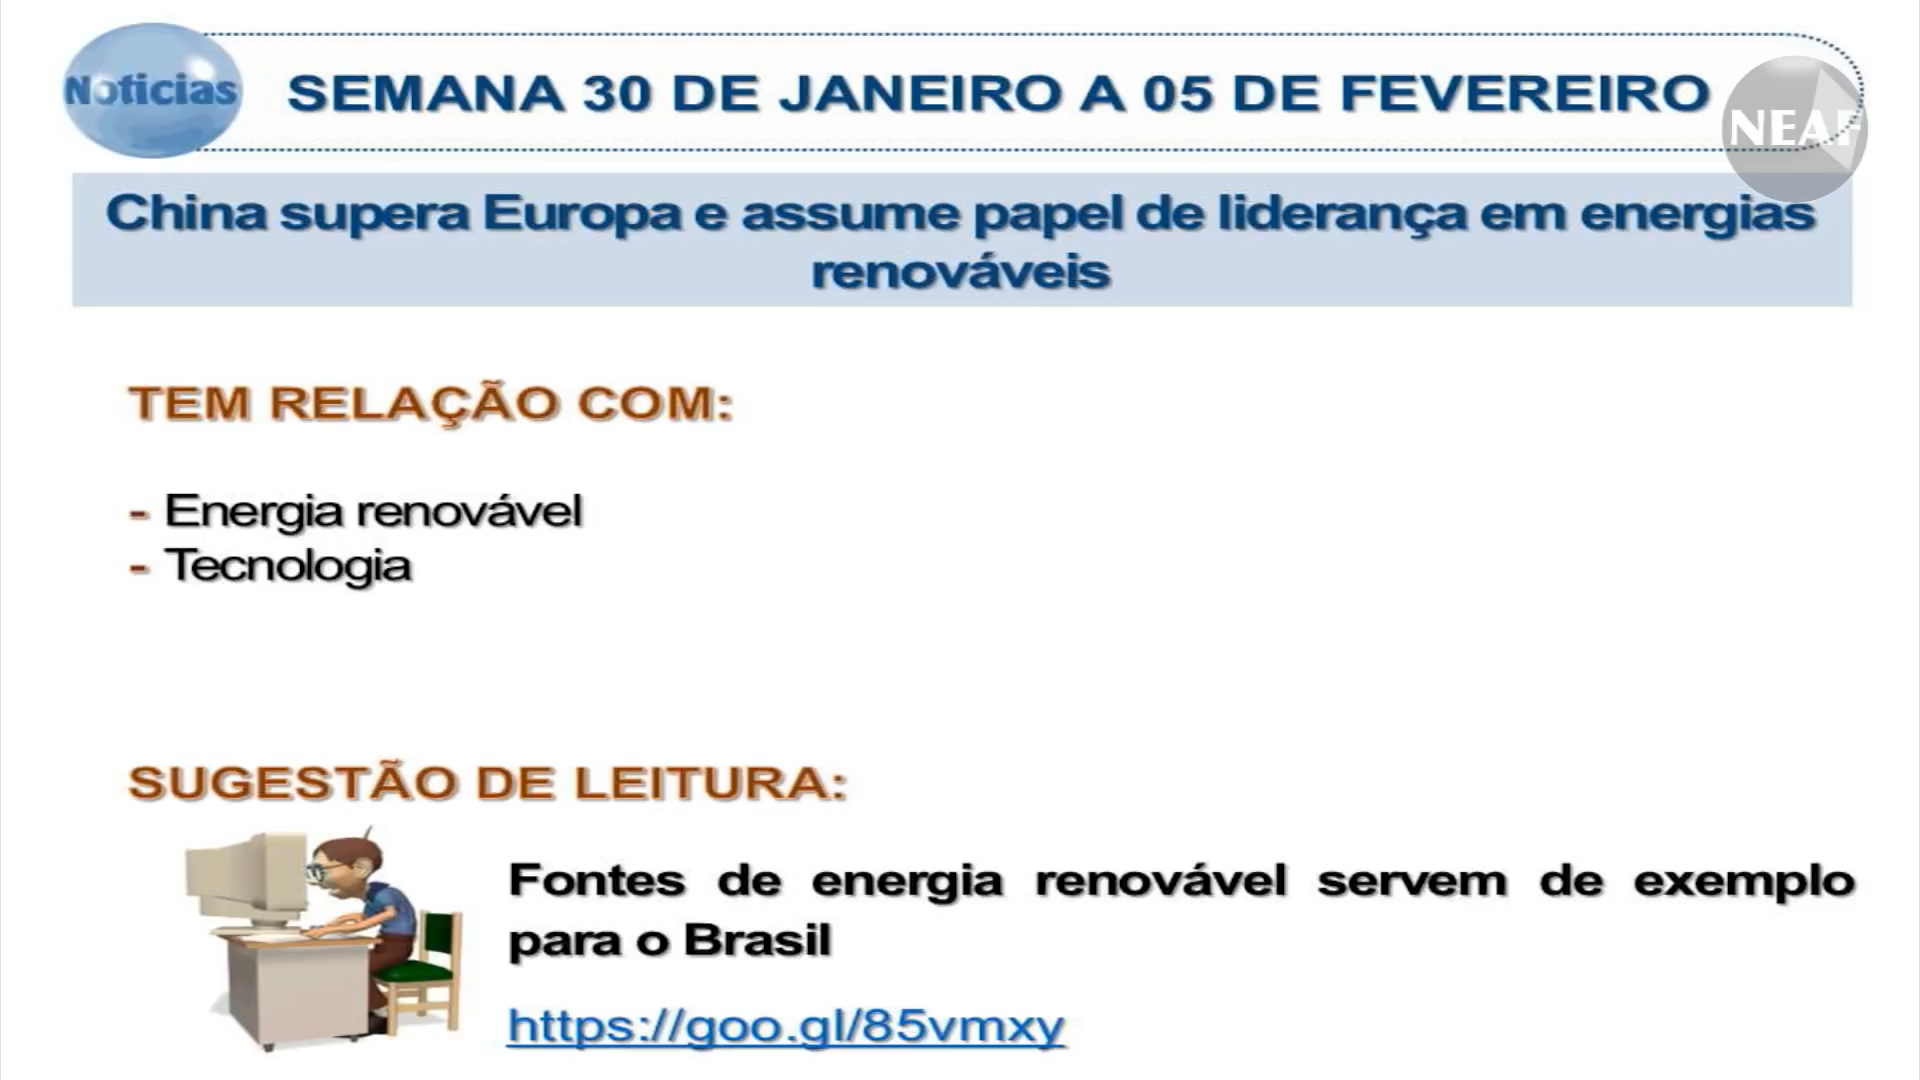 Noticias
SEMANA 30 DE JANEIRO A 05 DE FEVEREIRO
NEAF
China supera Europa e assume papel de liderança em energias
renováveis
TEM RELAÇÃO COM:
- Energia renovável
- Tecnologia
SUGESTÃO DE LEITURA:
Fontes de energia renovável servem de exemplo
para o Brasil
https://goo.gl/85vmxy